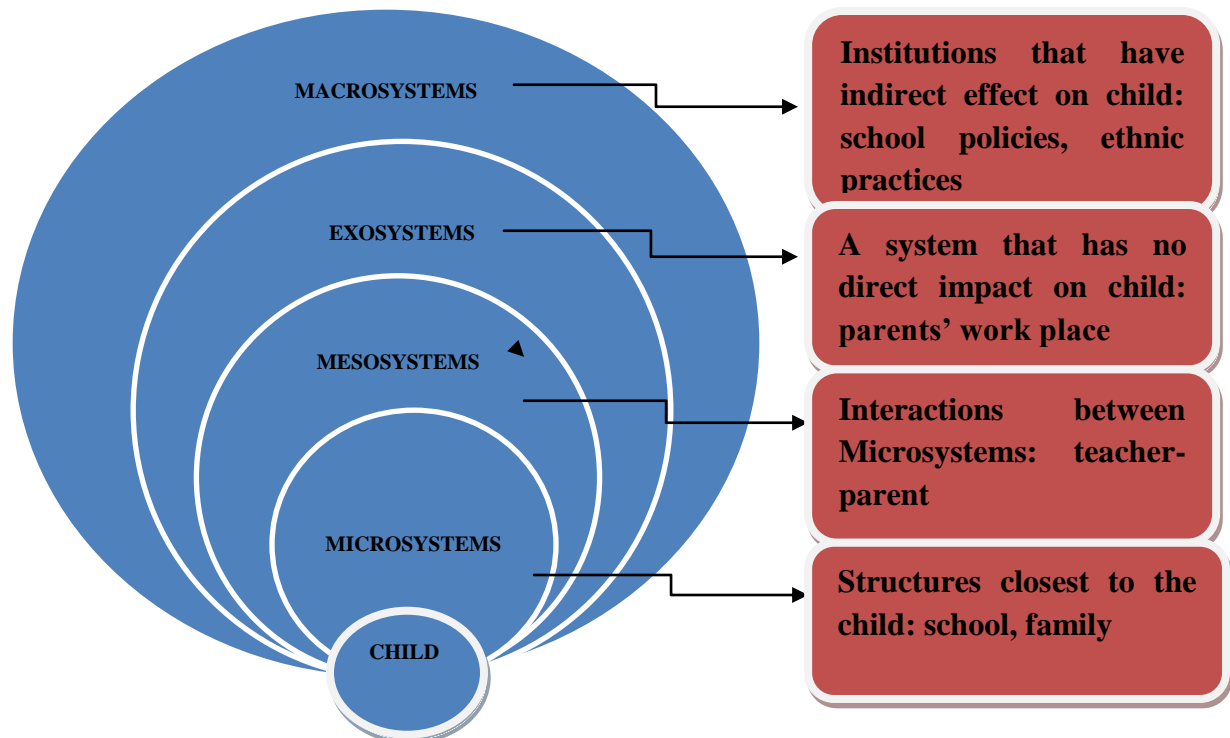 MACROSYSTEMS
Institutions that have
indirect effect on child:
school policies, ethnic
practices
EXOSYSTEMS
A system that has no
direct impact on child:
parents’ work place
MESOSYSTEMS
Interactions between
Microsystems: teacher-
parent
MICROSYSTEMS
Structures closest to the
child: school, family
CHILD